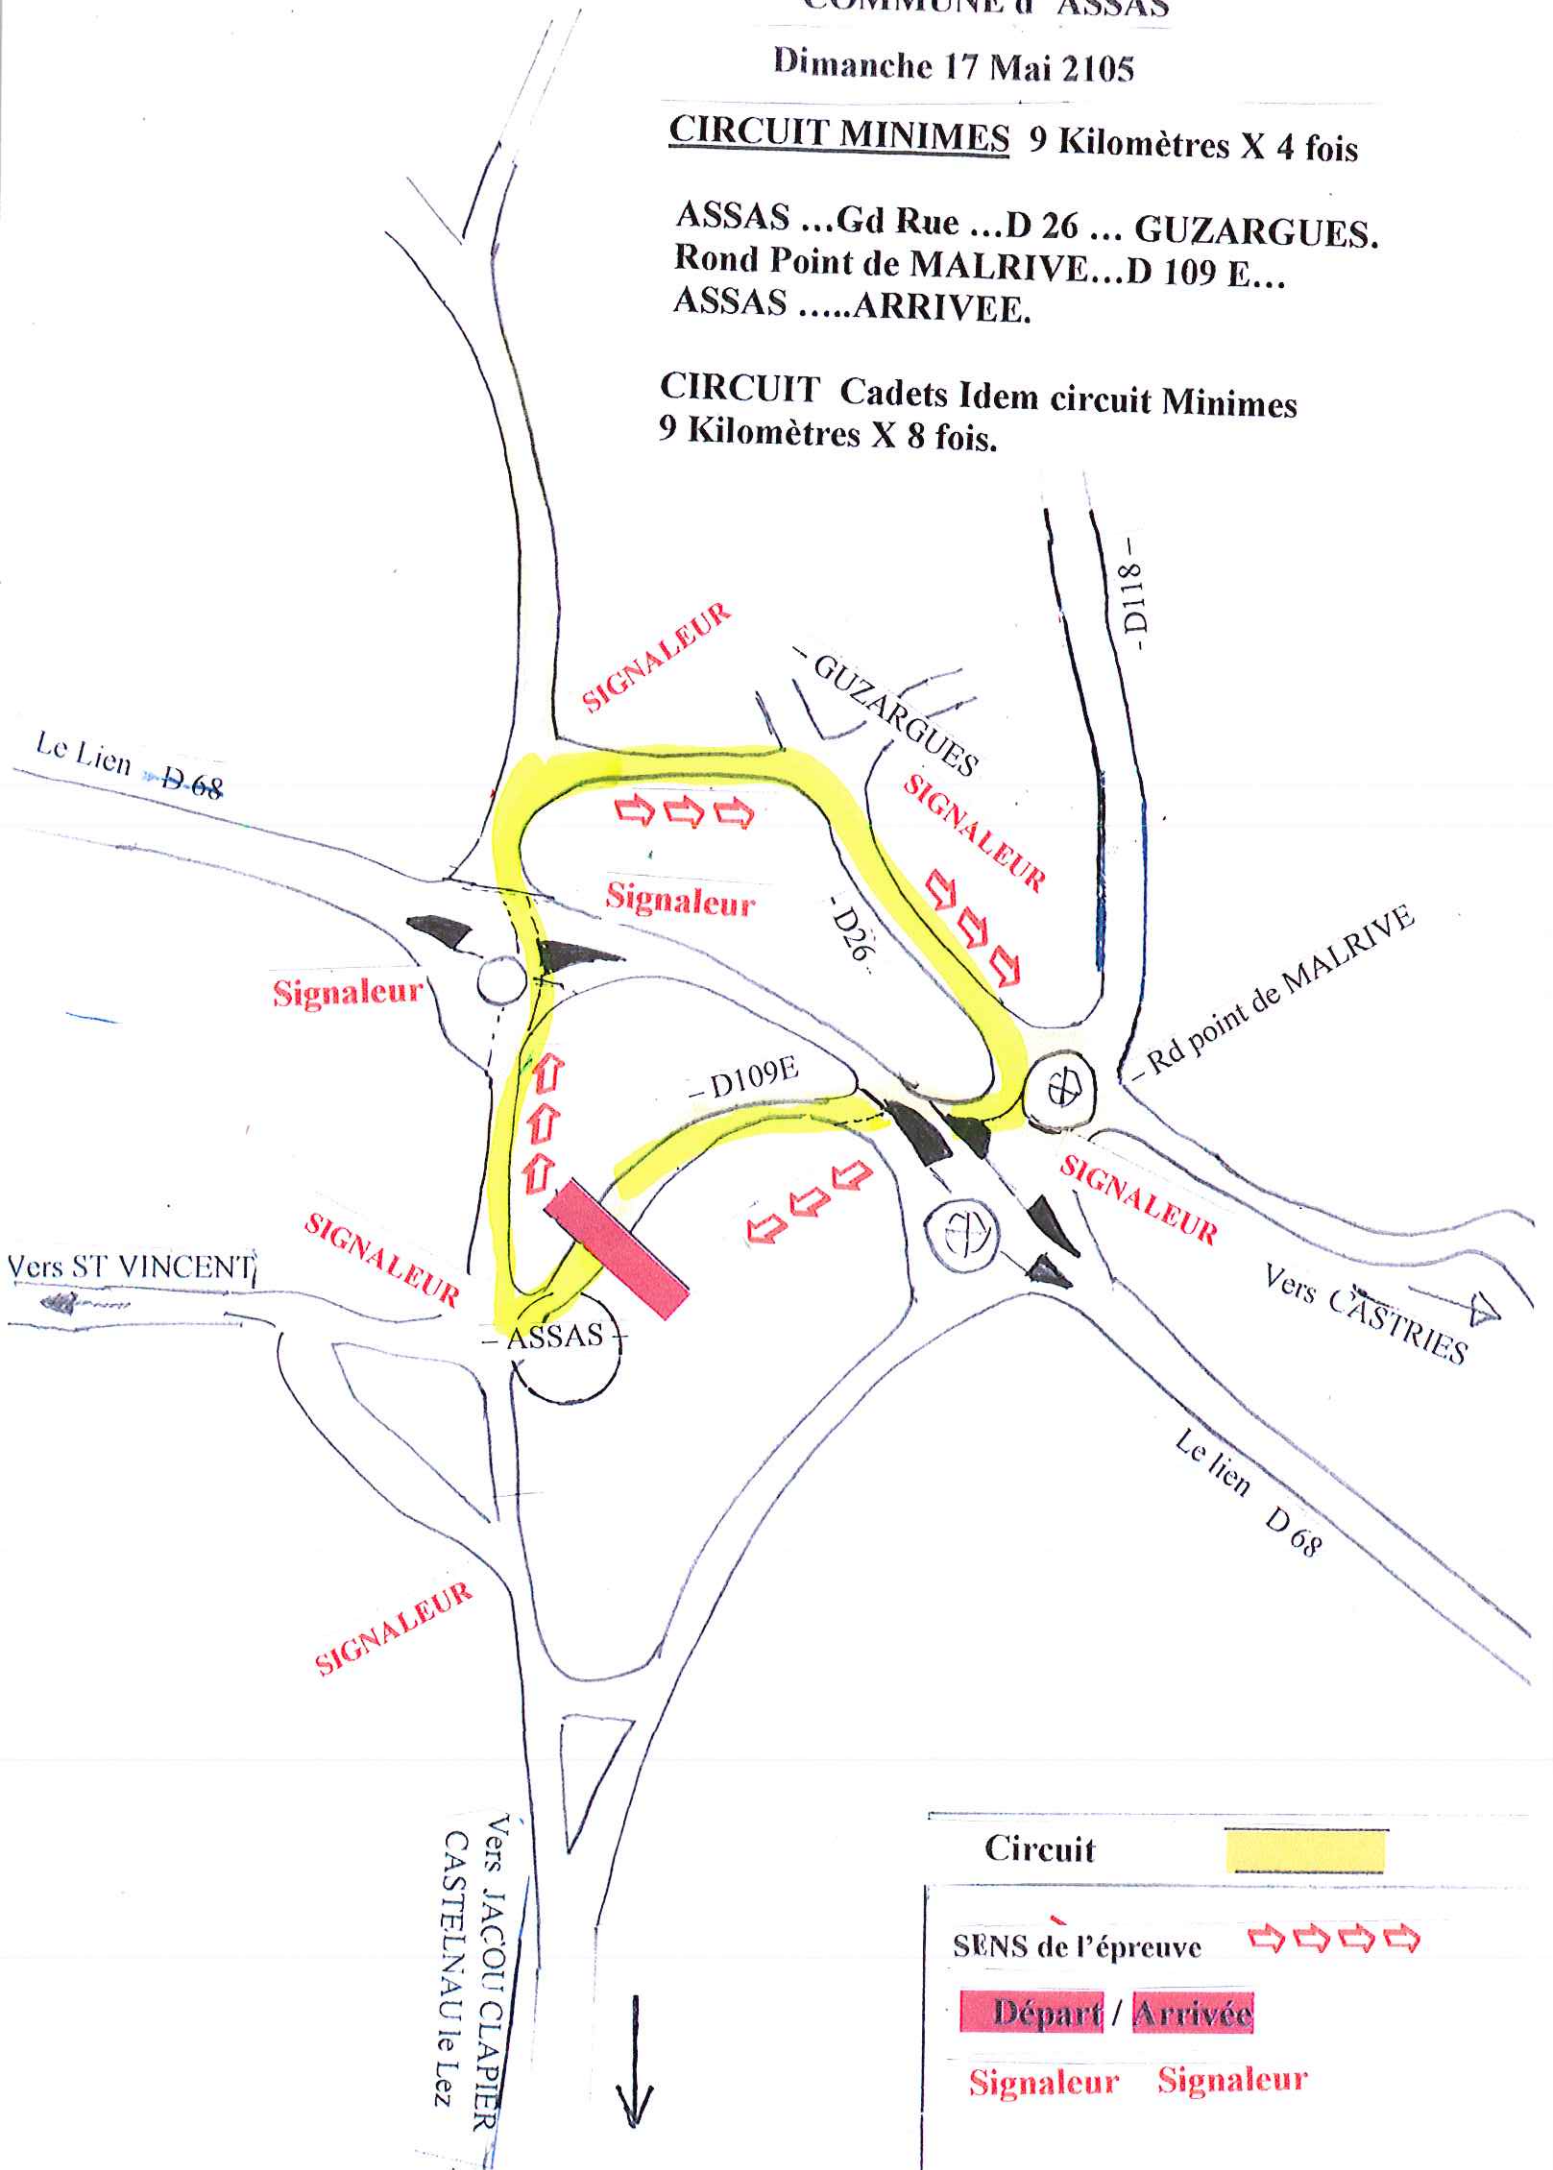 COMMUNE d' ASSAS
Dimanche 17 Mai 2105
CIRCUIT MINIMES 9 Kilomètres X 4 fois
ASSAS ...Gd Rue ...D 26 ... GUZARGUES.
Rond Point de MALRIVE...D 109 E...
ASSAS .....ARRIVEE.
CIRCUIT Cadets Idem circuit Minimes
9 Kilomètres X 8 fois.
- D118 -
SIGNALEUR
- GUZARGUES
Le Lien D 68
SIGNALEUR
Signaleur
- D26 -
Signaleur
- Rd point de MALRIVE
- D109E
SIGNALEUR
SIGNALEUR
Vers ST VINCENT
Vers CASTRIES
- ASSAS -
Le lien D 68
SIGNALEUR
Vers JACOU CLAPIER
CASTELNAU le Lez
Circuit
SENS de l'épreuve
Départ / Arrivée
Signaleur Signaleur